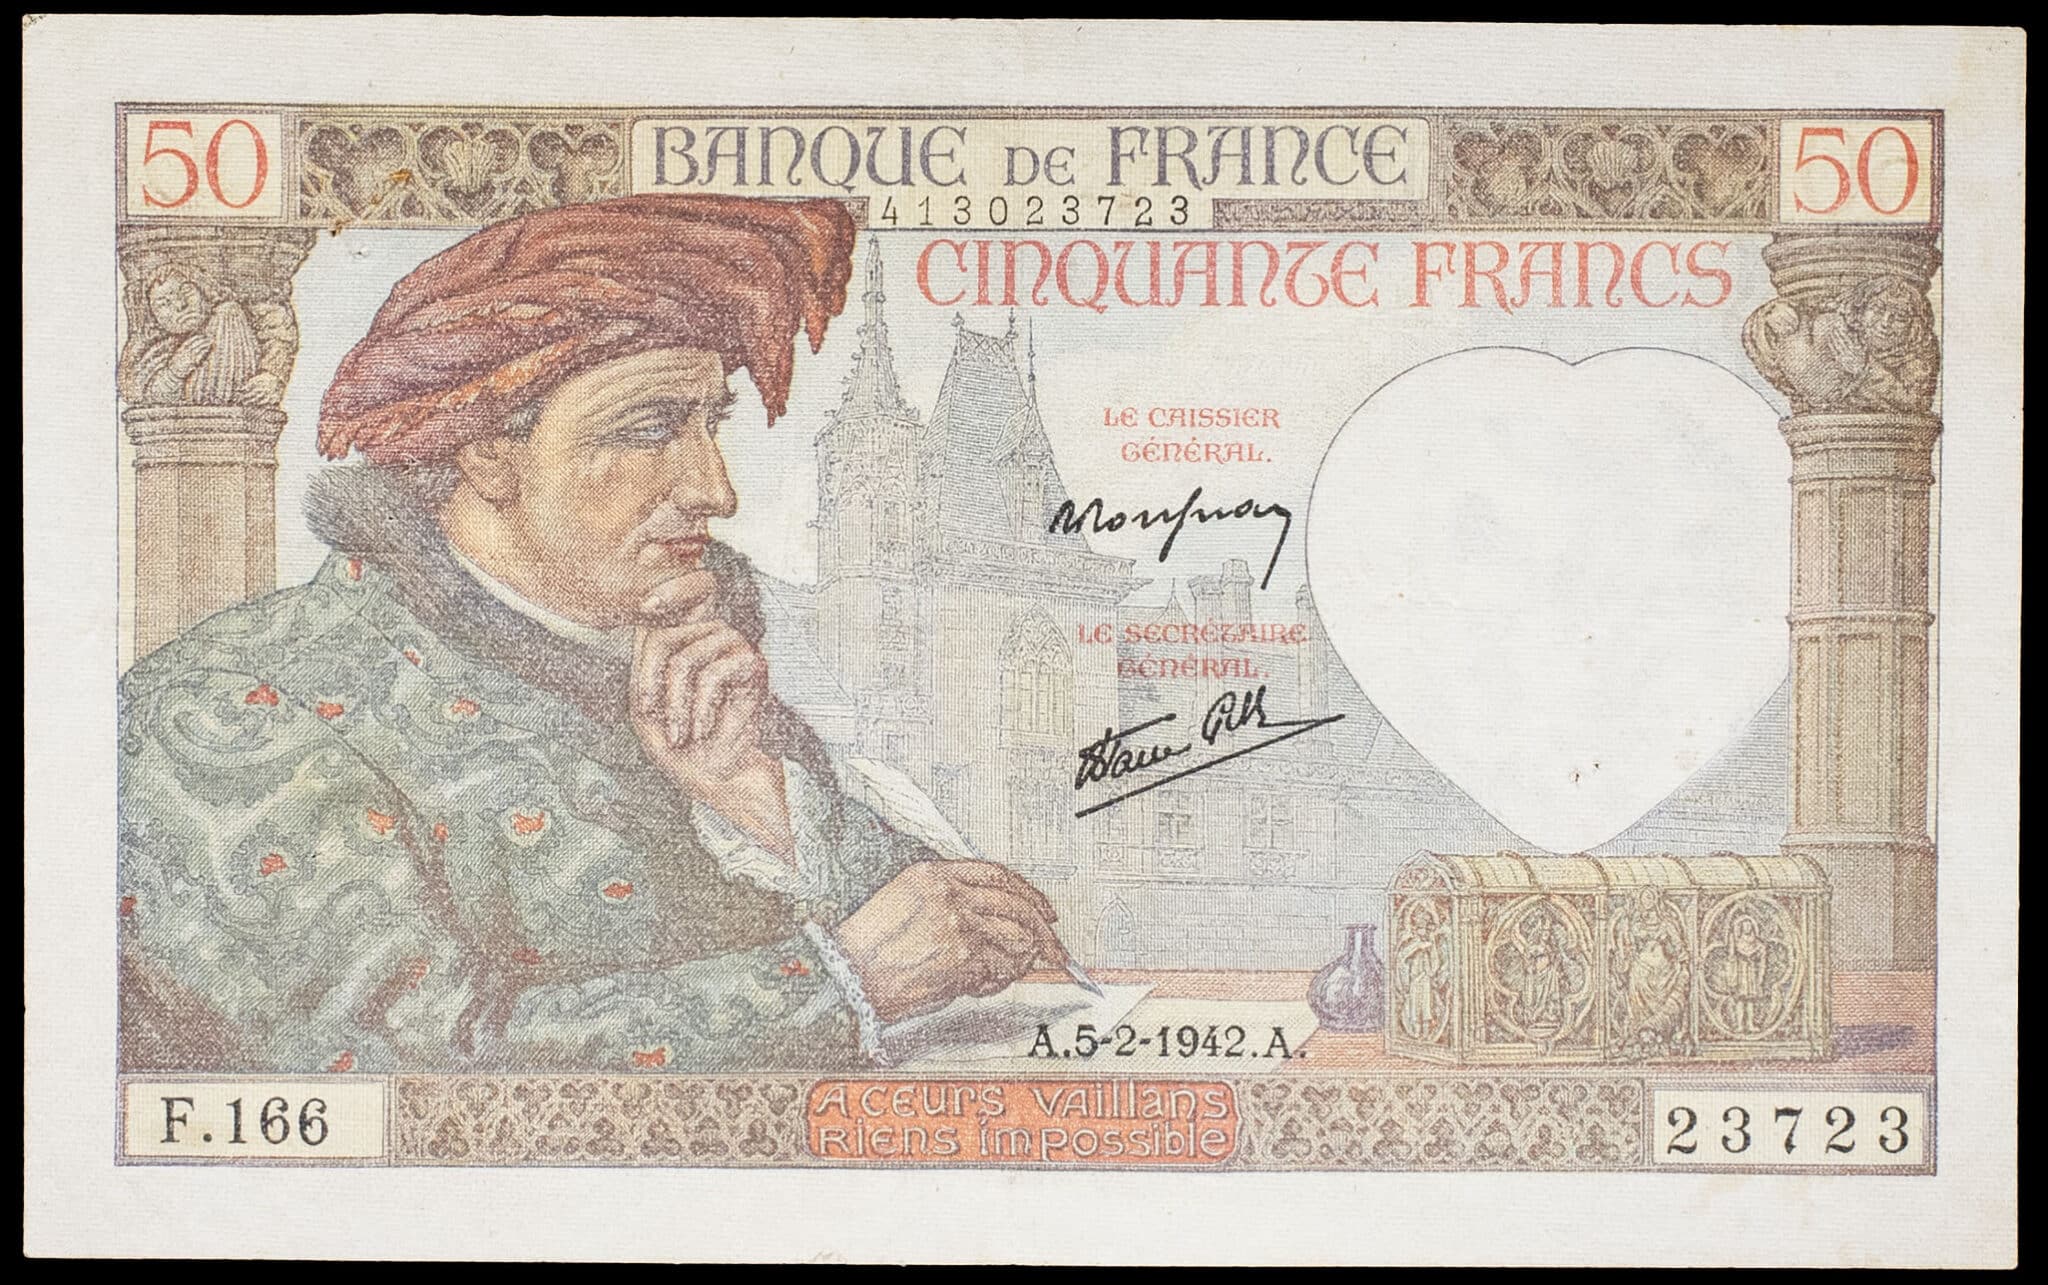 50
BANQUE DE FRANCE
50
413023723
CINQUANTE FRANCS
LE CAISSIER
GÉNÉRAL.
LE SECRÉTAIRE
GÉNÉRAL.
A.5-2-1942.A.
F.166
A CEURS VAILLANS
RIENS IMPOSSIBLE
23723